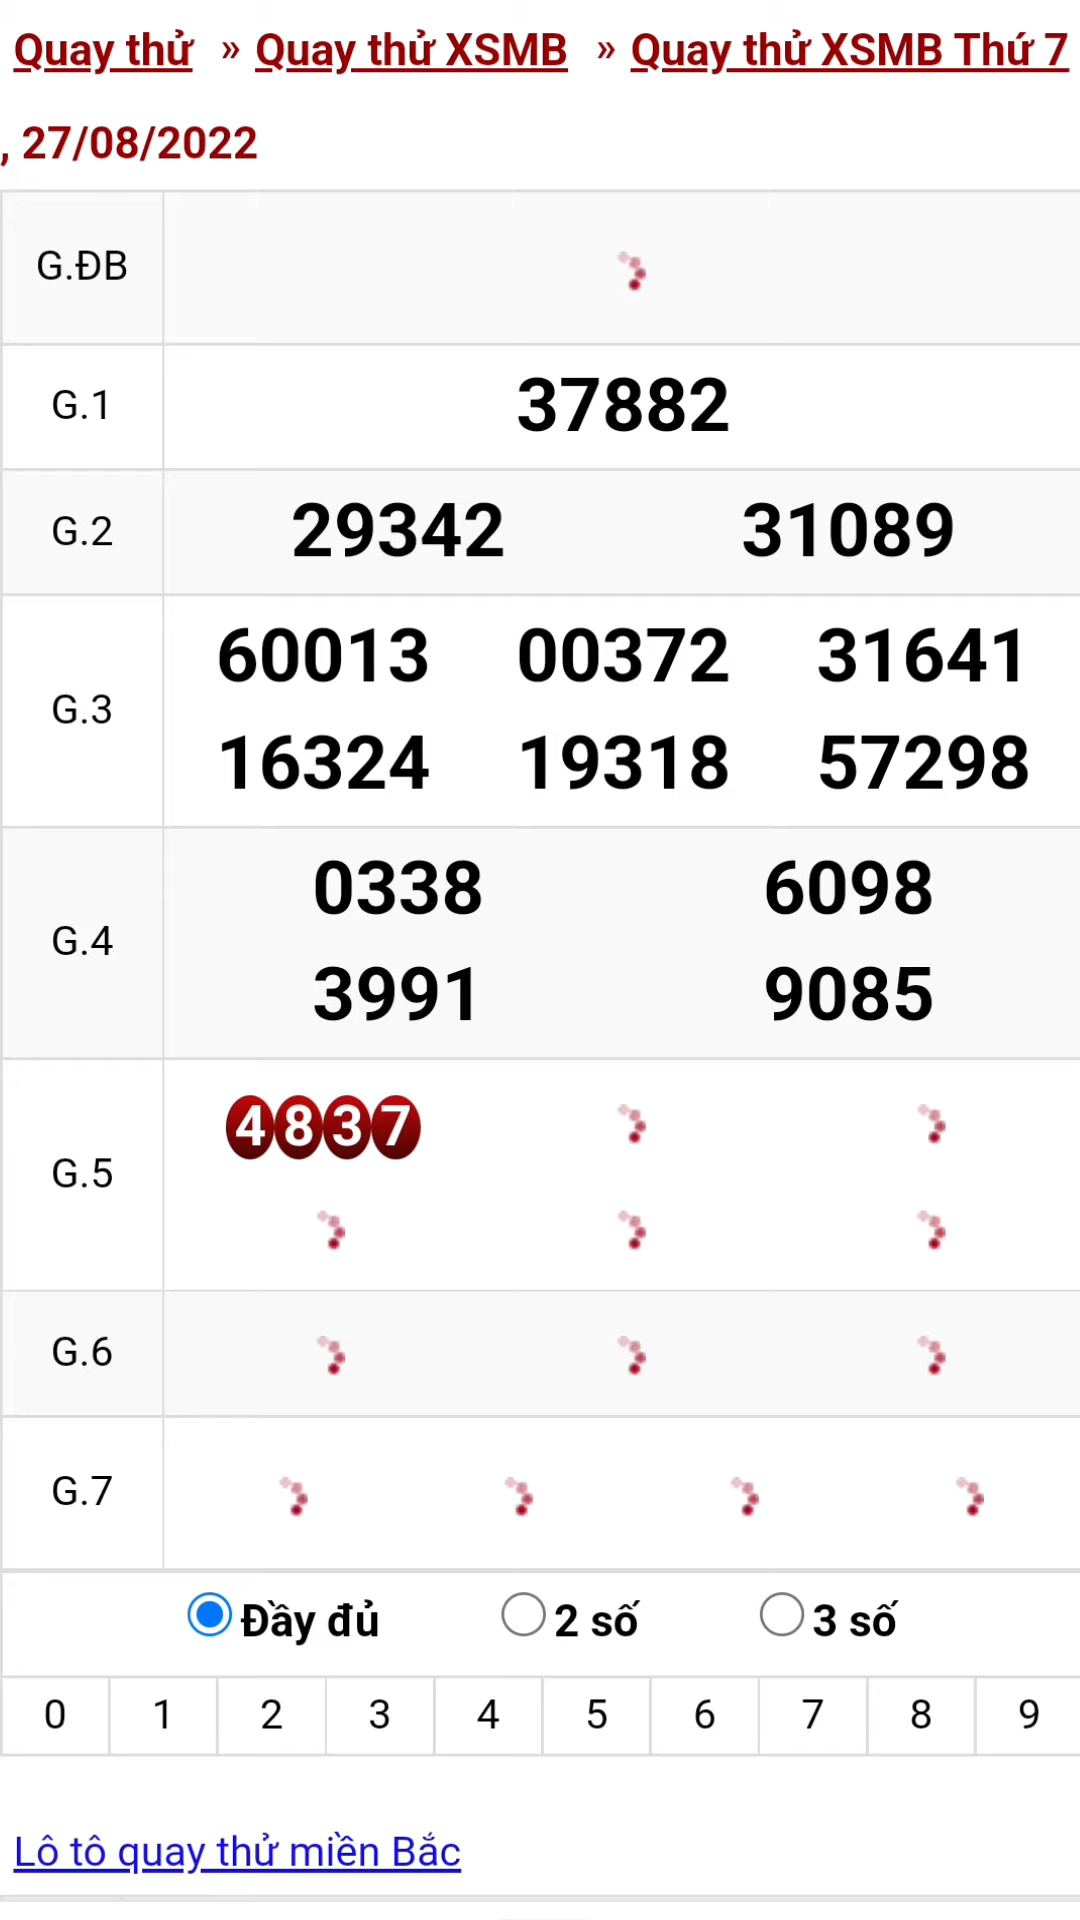 Quay thử » Quay thử XSMB » Quay thử XSMB Thứ 7
, 27/08/2022
G.ĐB
G.1 37882
G.2 29342 31089
G.3
60013 00372 31641
16324 19318 57298
G.4
0338 6098
3991 9085
G.5
4837
G.6
G.7
Đầy đủ 2 số 3 số
0 1 2 3 4 5 6 7 8 9
Lô tô quay thử miền Bắc